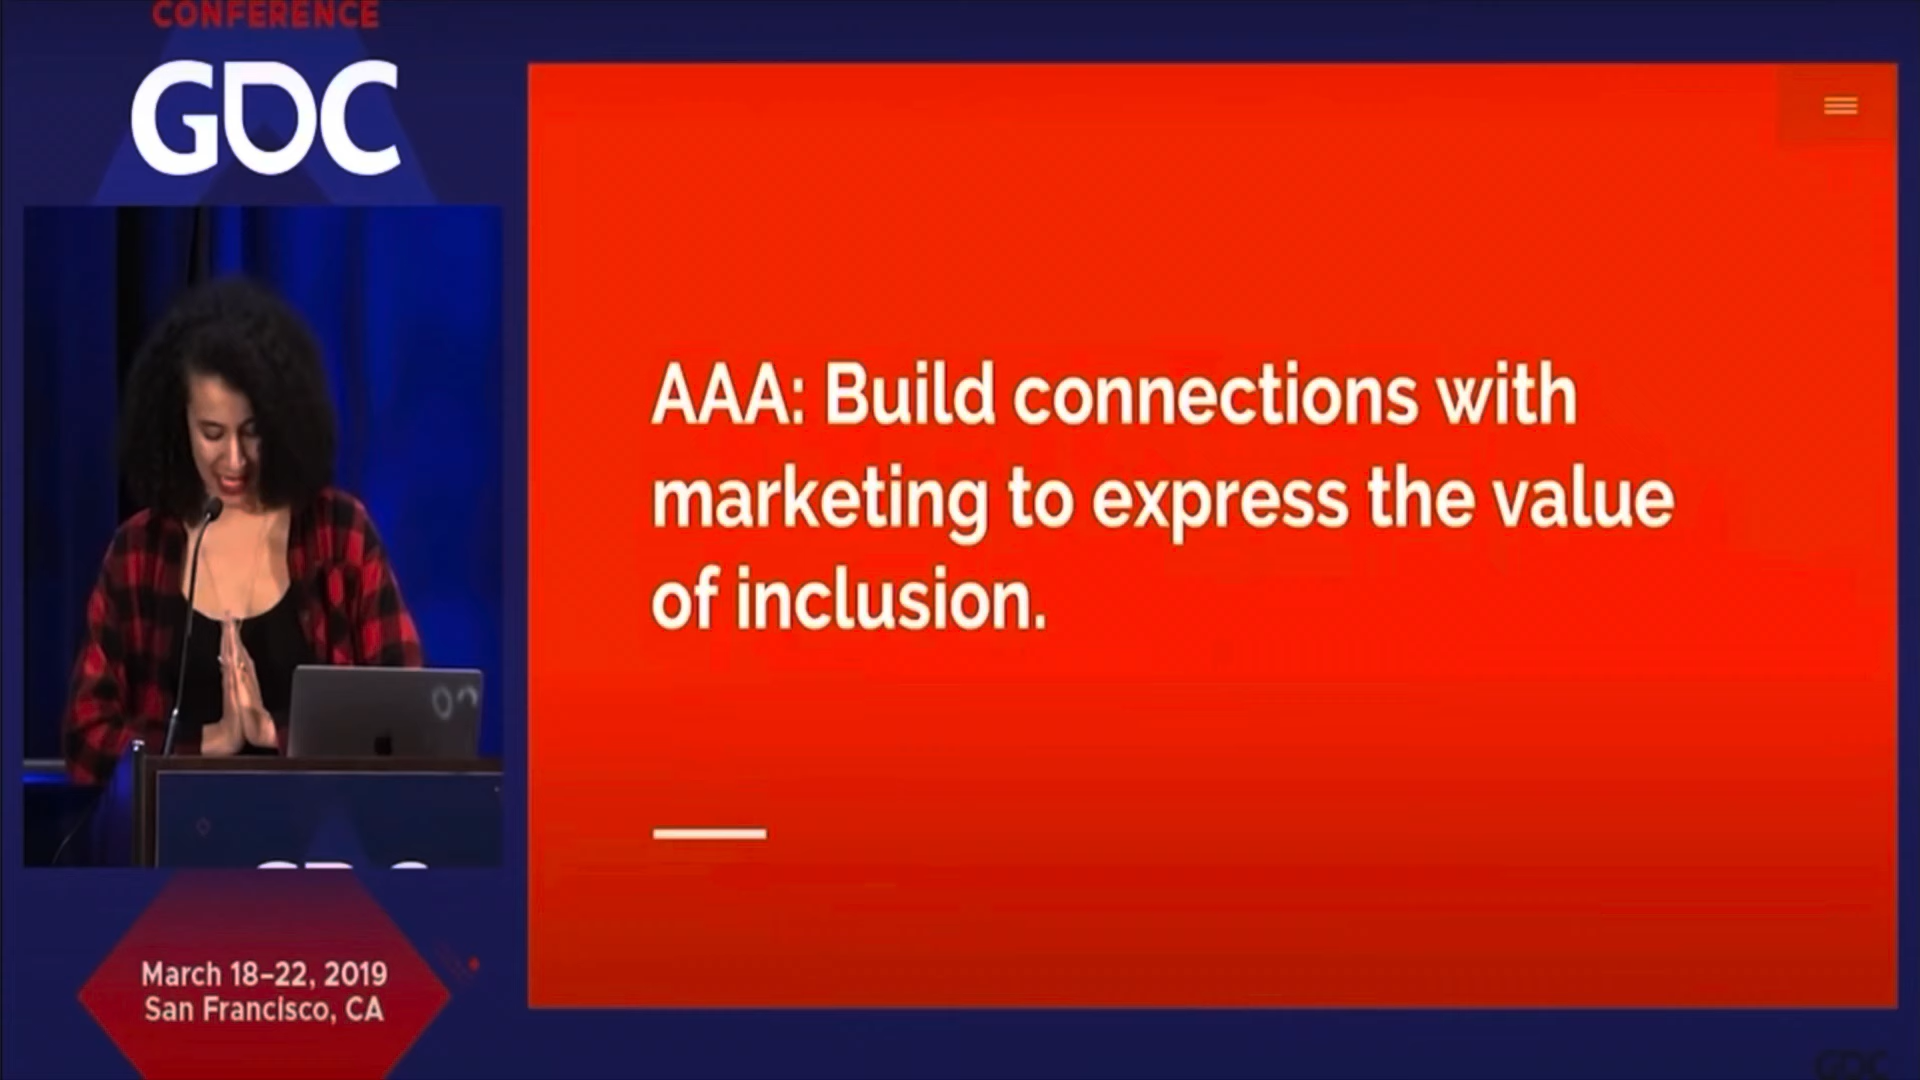 CONFERENCE
GDC
AAA: Build connections with
marketing to express the value
of inclusion.
March 18–22, 2019
San Francisco, CA
GDC